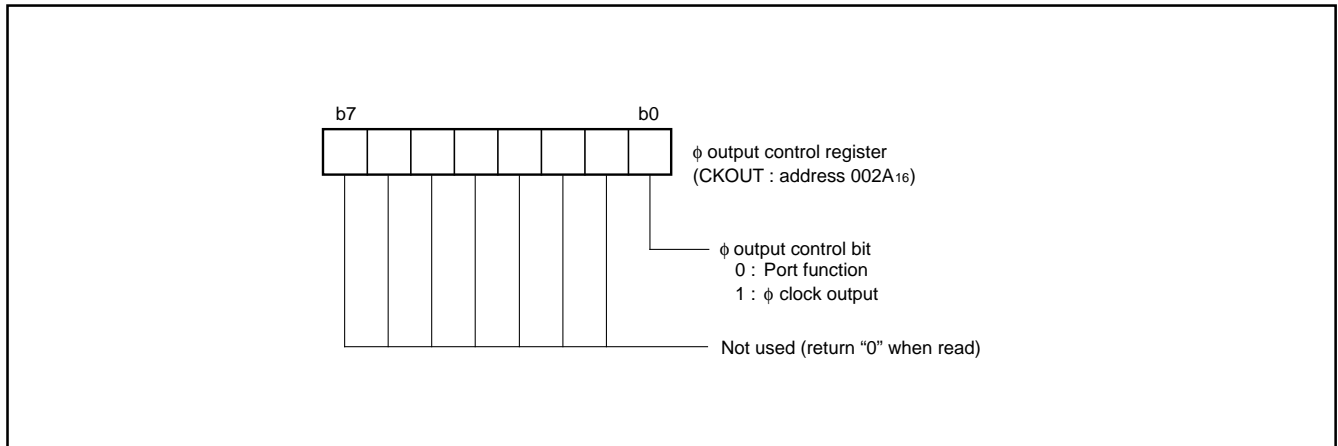 b7 b0
ϕ output control register
(CKOUT : address 002A16)
ϕ output control bit
0 : Port function
1 : ϕ clock output
Not used (return “0” when read)